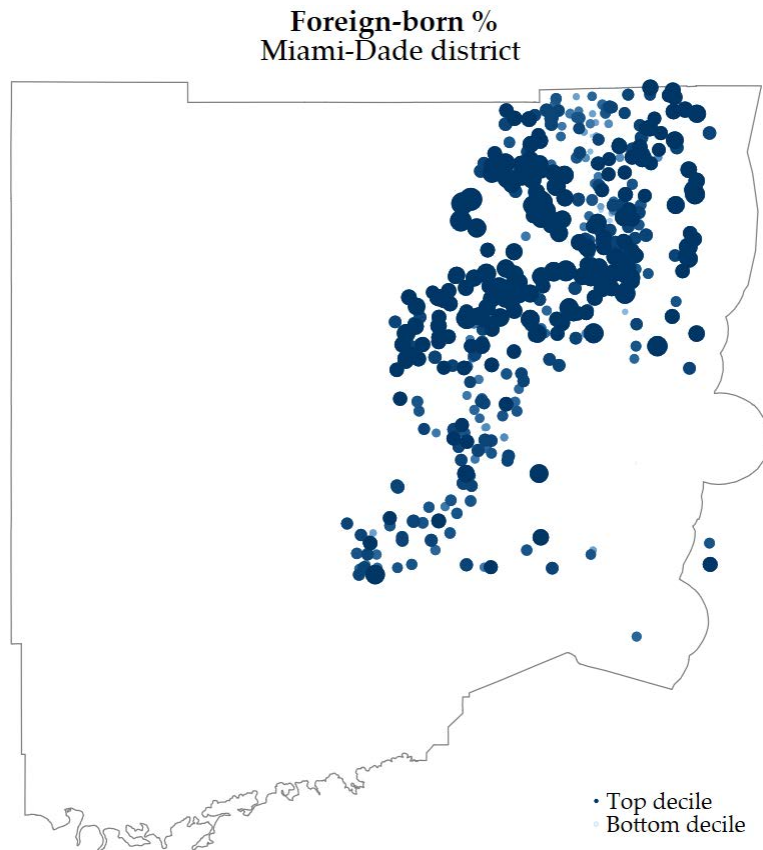 Foreign-born %
Miami-Dade district
Top decile
Bottom decile